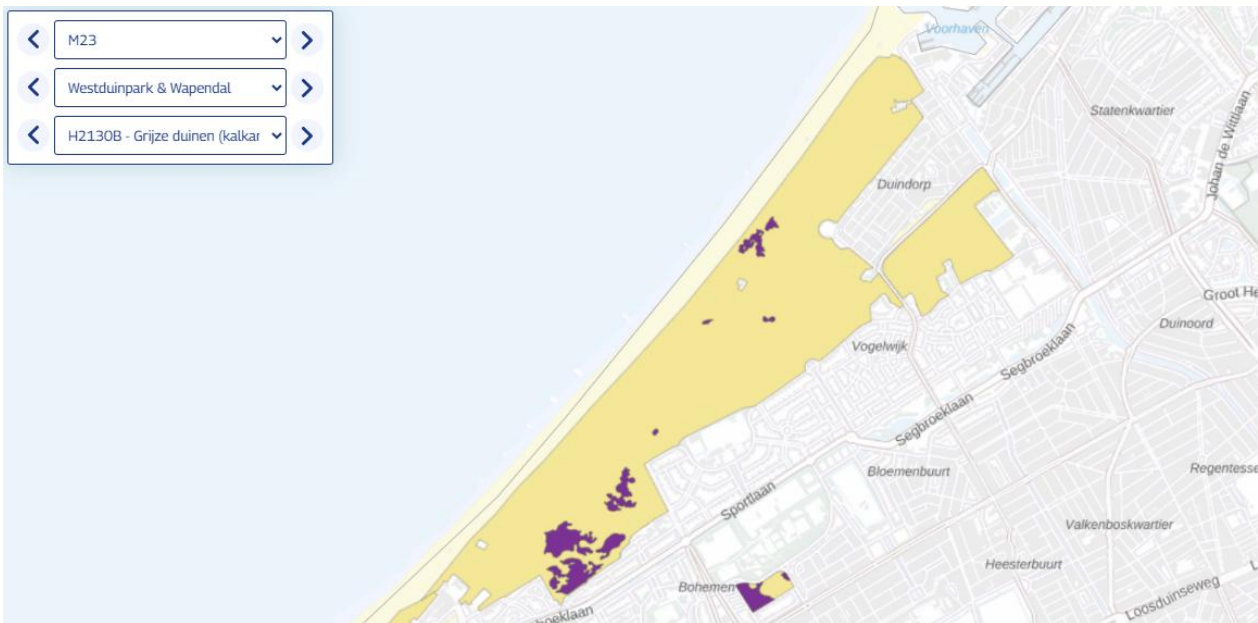 M23
Westduinpark & Wapendal
H2130B - Grijze duinen (kalkar
Voorhaven
Statenkwartier
Johan de Wittlaan
Duindorp
Groot He
Duinoord
Vogelwijk
Segbroeklaan
Segbroeklaan
Bloemenbuurt
Regentesse
Sportlaan
Valkenboskwartier
Heesterbuurt
Bohemen
Loosduinseweg
oeklaan